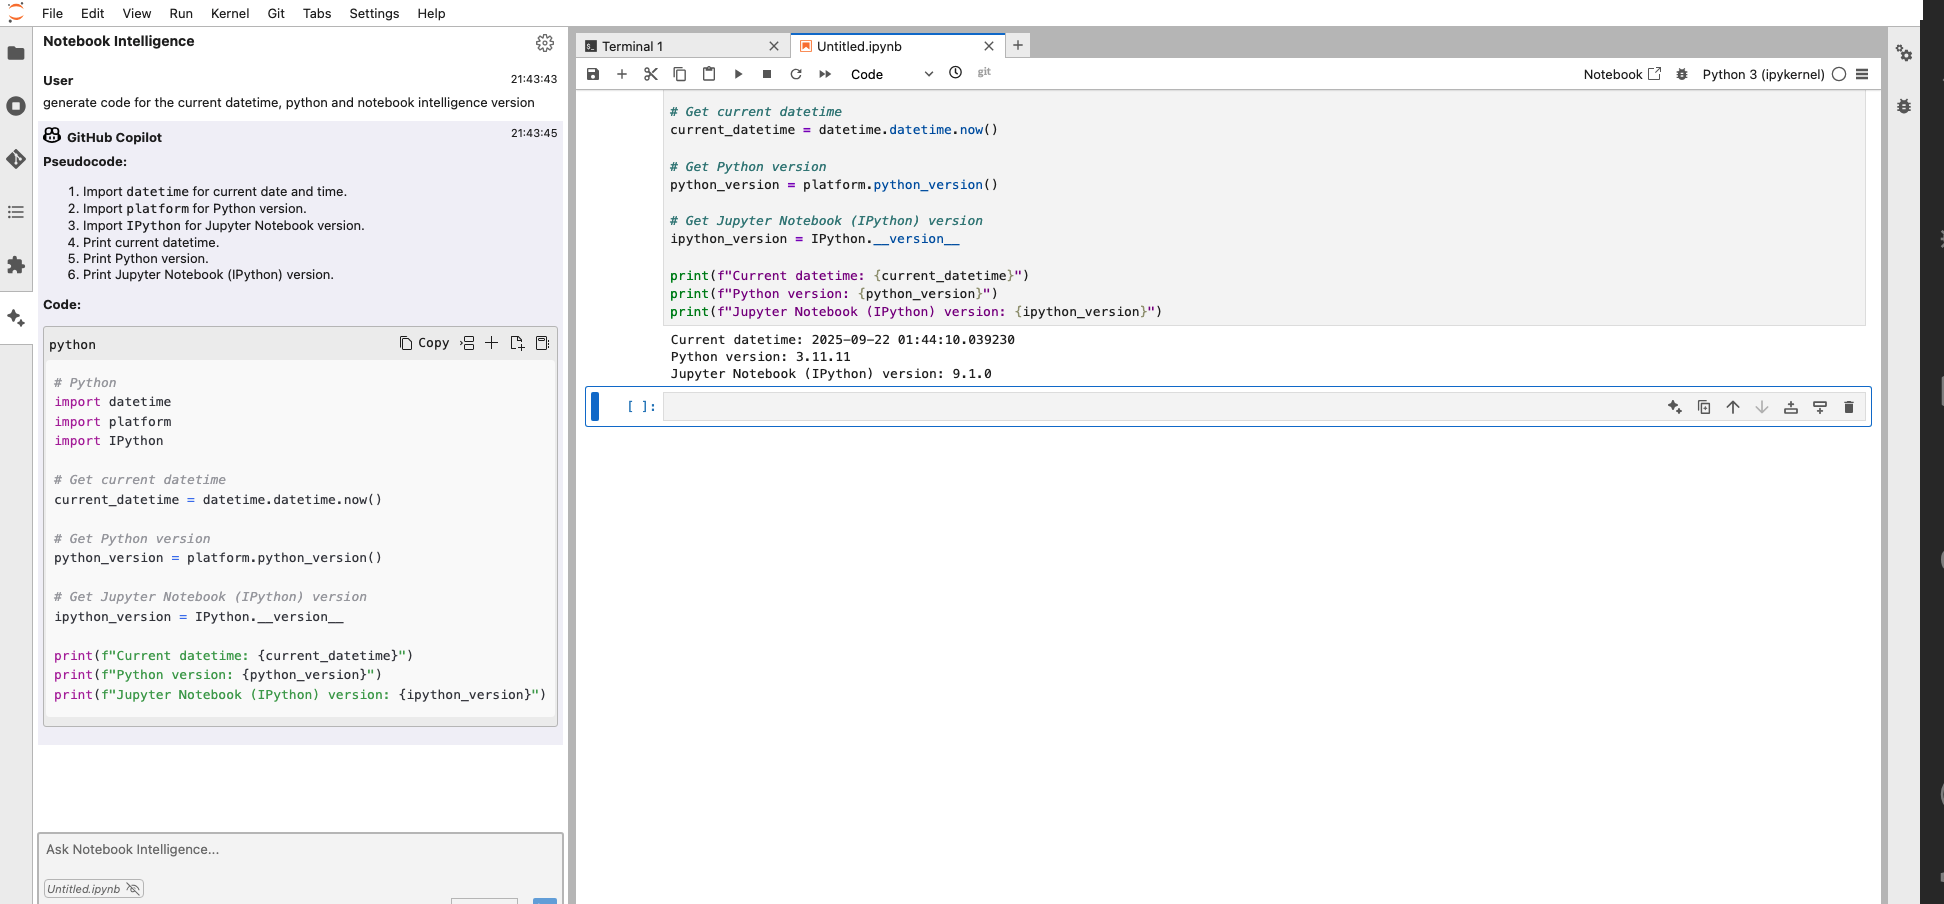 File Edit View Run Kernel Git Tabs Settings Help
Notebook Intelligence
User 21:43:43
generate code for the current datetime, python and notebook intelligence version
GitHub Copilot 21:43:45
Pseudocode:
1. Import datetime for current date and time.
2. Import platform for Python version.
3. Import IPython for Jupyter Notebook version.
4. Print current datetime.
5. Print Python version.
6. Print Jupyter Notebook (IPython) version.
Code:
python Copy
# Python
import datetime
import platform
import IPython
# Get current datetime
current_datetime = datetime.datetime.now()
# Get Python version
python_version = platform.python_version()
# Get Jupyter Notebook (IPython) version
ipython_version = IPython.__version__
print(f"Current datetime: {current_datetime}")
print(f"Python version: {python_version}")
print(f"Jupyter Notebook (IPython) version: {ipython_version}")
Ask Notebook Intelligence...
Untitled.ipynb
Terminal 1
Untitled.ipynb
Code
git
Notebook
Python 3 (ipykernel)
# Get current datetime
current_datetime = datetime.datetime.now()
# Get Python version
python_version = platform.python_version()
# Get Jupyter Notebook (IPython) version
ipython_version = IPython.__version__
print(f"Current datetime: {current_datetime}")
print(f"Python version: {python_version}")
print(f"Jupyter Notebook (IPython) version: {ipython_version}")
Current datetime: 2025-09-22 01:44:10.039230
Python version: 3.11.11
Jupyter Notebook (IPython) version: 9.1.0
[ ]: